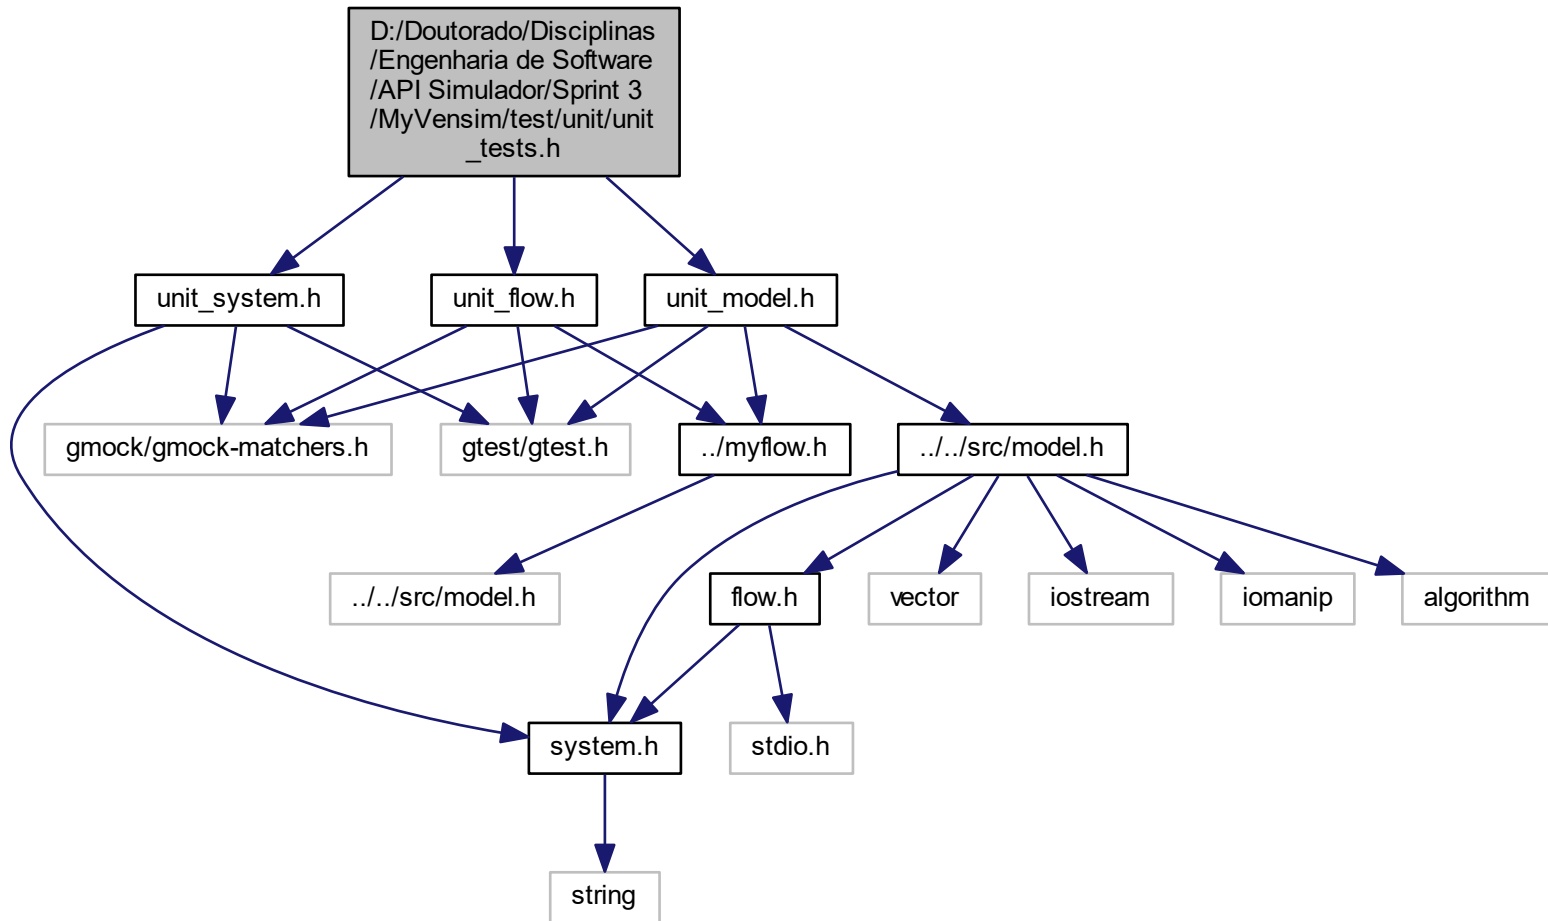 D:/Doutorado/Disciplinas
/Engenharia de Software
/API Simulador/Sprint 3
/MyVensim/test/unit/unit
_tests.h
unit_system.h
unit_flow.h
unit_model.h
gmock/gmock-matchers.h
gtest/gtest.h
../myflow.h
../../src/model.h
../../src/model.h
flow.h
vector
iostream
iomanip
algorithm
system.h
stdio.h
string